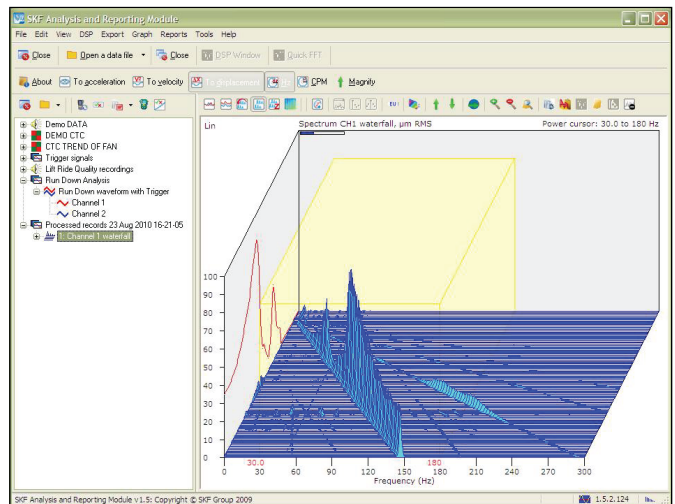 SKF Analysis and Reporting Module
File Edit View DSP Export Graph Reports Tools Help
Close Open a data file Close DSP Window Quick FFT
About To acceleration To velocity To displacement Hz CPM Magnify
EU
Demo DATA
DEMO CTC
CTC TREND OF FAN
Trigger signals
Lift Ride Quality recordings
Run Down Analysis
Run Down waveform with Trigger
Channel 1
Channel 2
Processed records 23 Aug 2010 16-21-05
1: Channel 1 waterfall
Lin Spectrum CH1 waterfall, µm RMS Power cursor: 30.0 to 180 Hz
100
90
80
70
60
50
40
30
20
10
0
30.0 180
0 30 60 90 120 150 180 210 240 270 300
Frequency (Hz)
SKF Analysis and Reporting Module v1.5: Copyright © SKF Group 2009 1.5.2.124